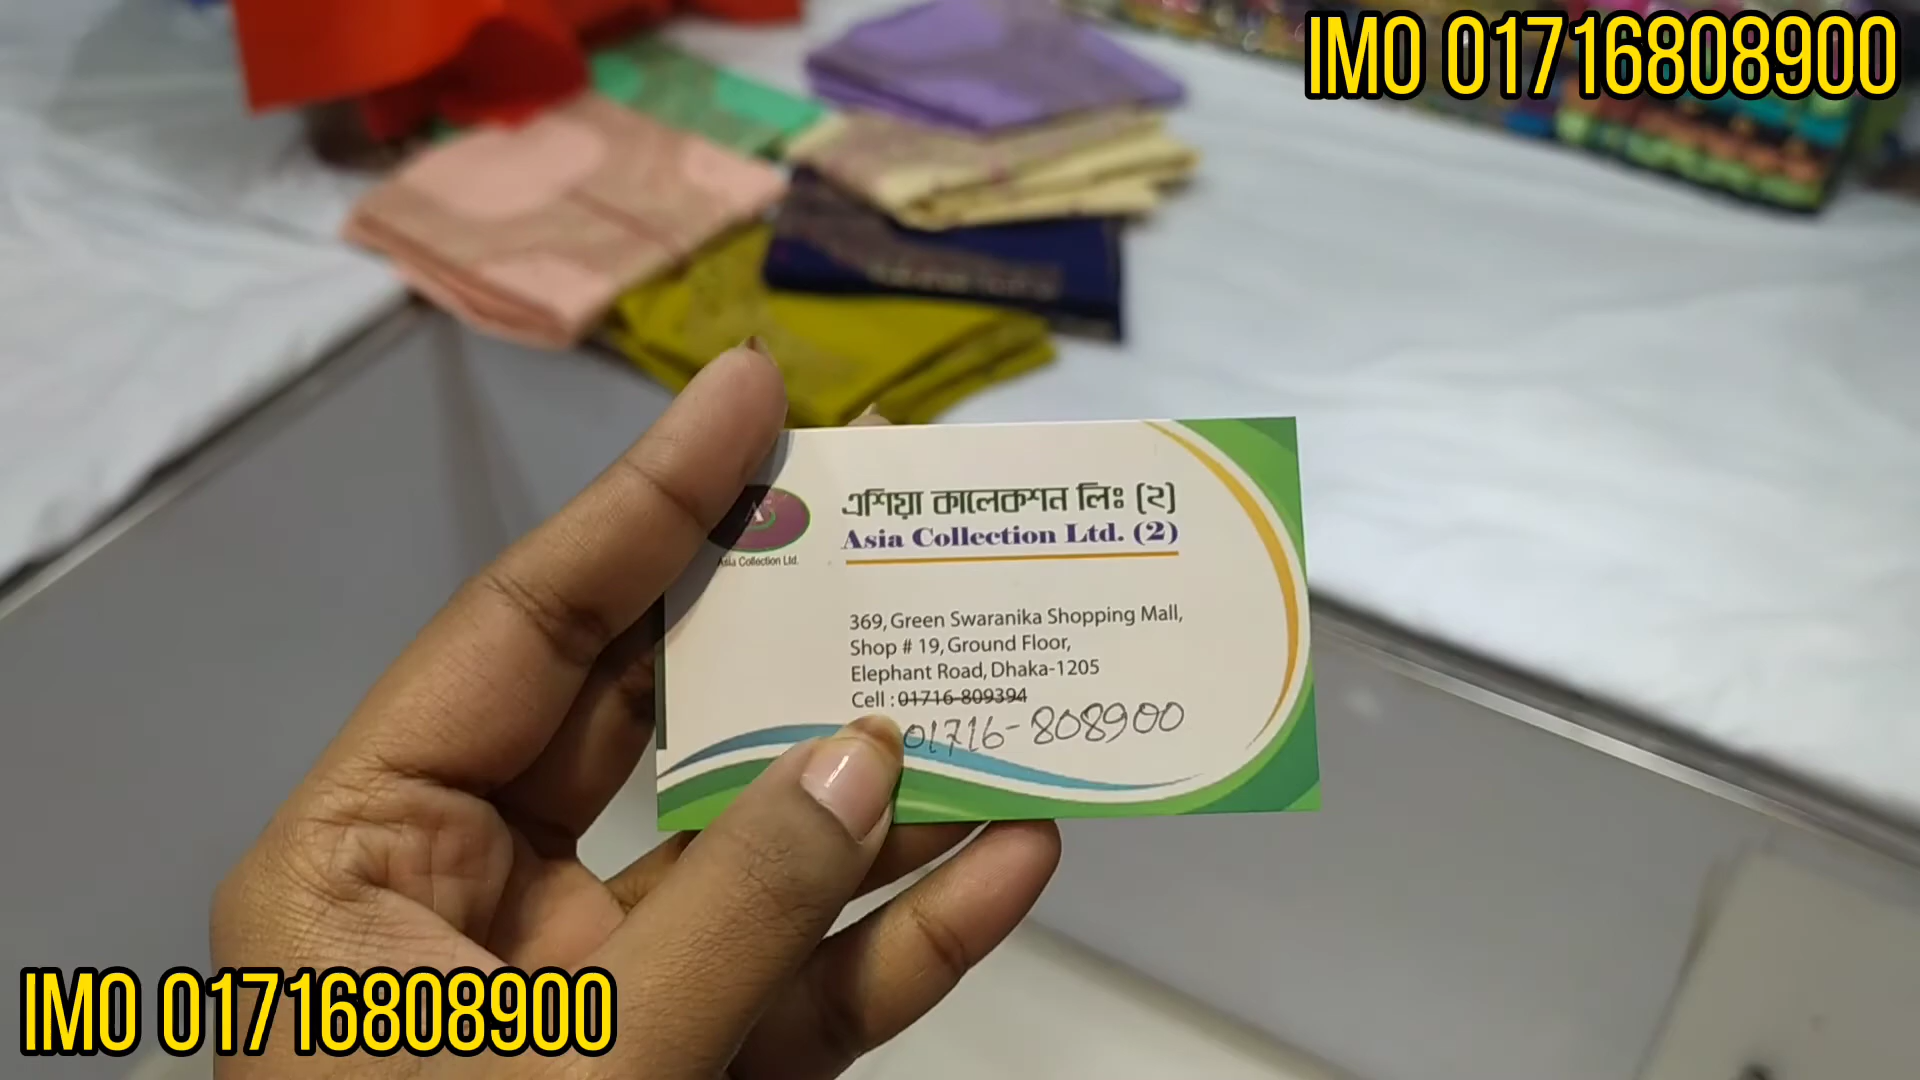 IMO 01716808900
এশিয়া কালেকশন লিঃ (২)
Asia Collection Ltd. (2)
Asia Collection Ltd.
369, Green Swaranika Shopping Mall,
Shop # 19, Ground Floor,
Elephant Road, Dhaka-1205
Cell : 01716-809394
01716-808900
IMO 01716808900